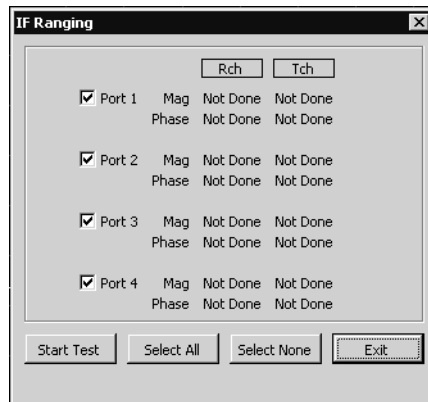 IF Ranging
Rch Tch
Port 1 Mag Not Done Not Done
Phase Not Done Not Done
Port 2 Mag Not Done Not Done
Phase Not Done Not Done
Port 3 Mag Not Done Not Done
Phase Not Done Not Done
Port 4 Mag Not Done Not Done
Phase Not Done Not Done
Start Test Select All Select None Exit